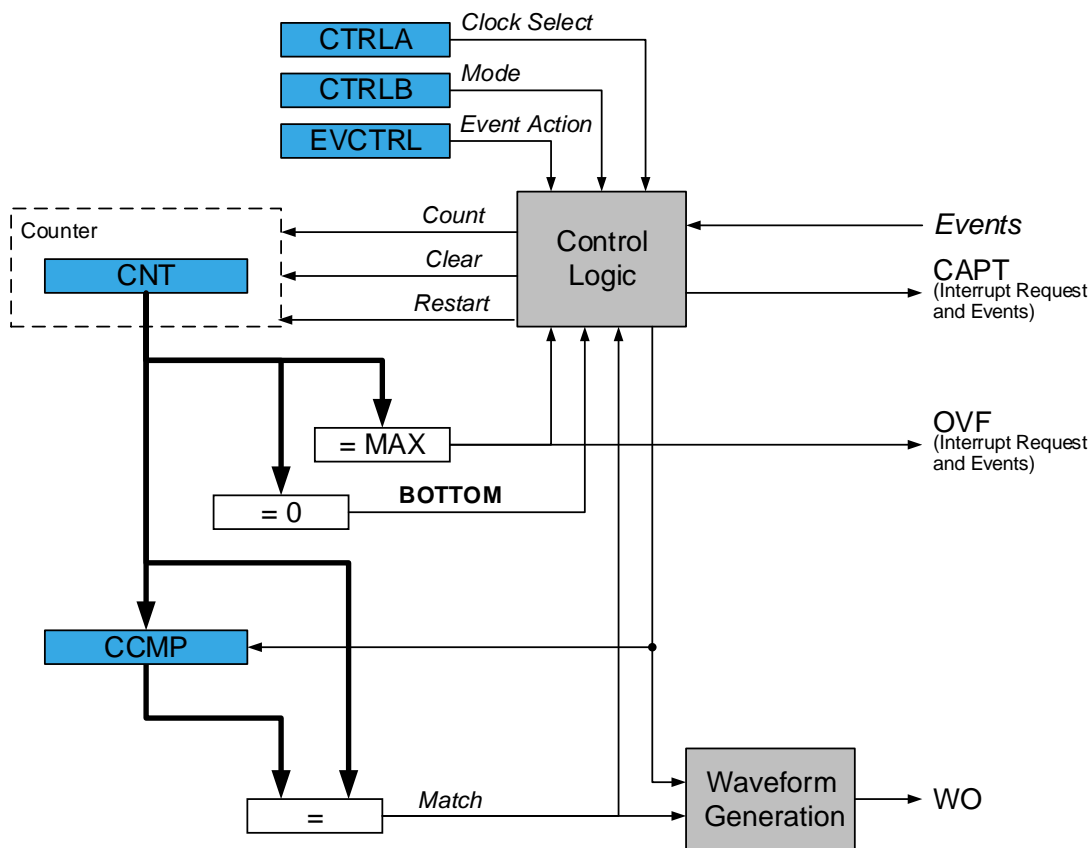 CTRLA
Clock Select
CTRLB
Mode
EVCTRL
Event Action
Counter
CNT
Count
Clear
Restart
Control
Logic
Events
CAPT
(Interrupt Request
and Events)
= MAX
OVF
(Interrupt Request
and Events)
= 0
BOTTOM
CCMP
=
Match
Waveform
Generation
WO